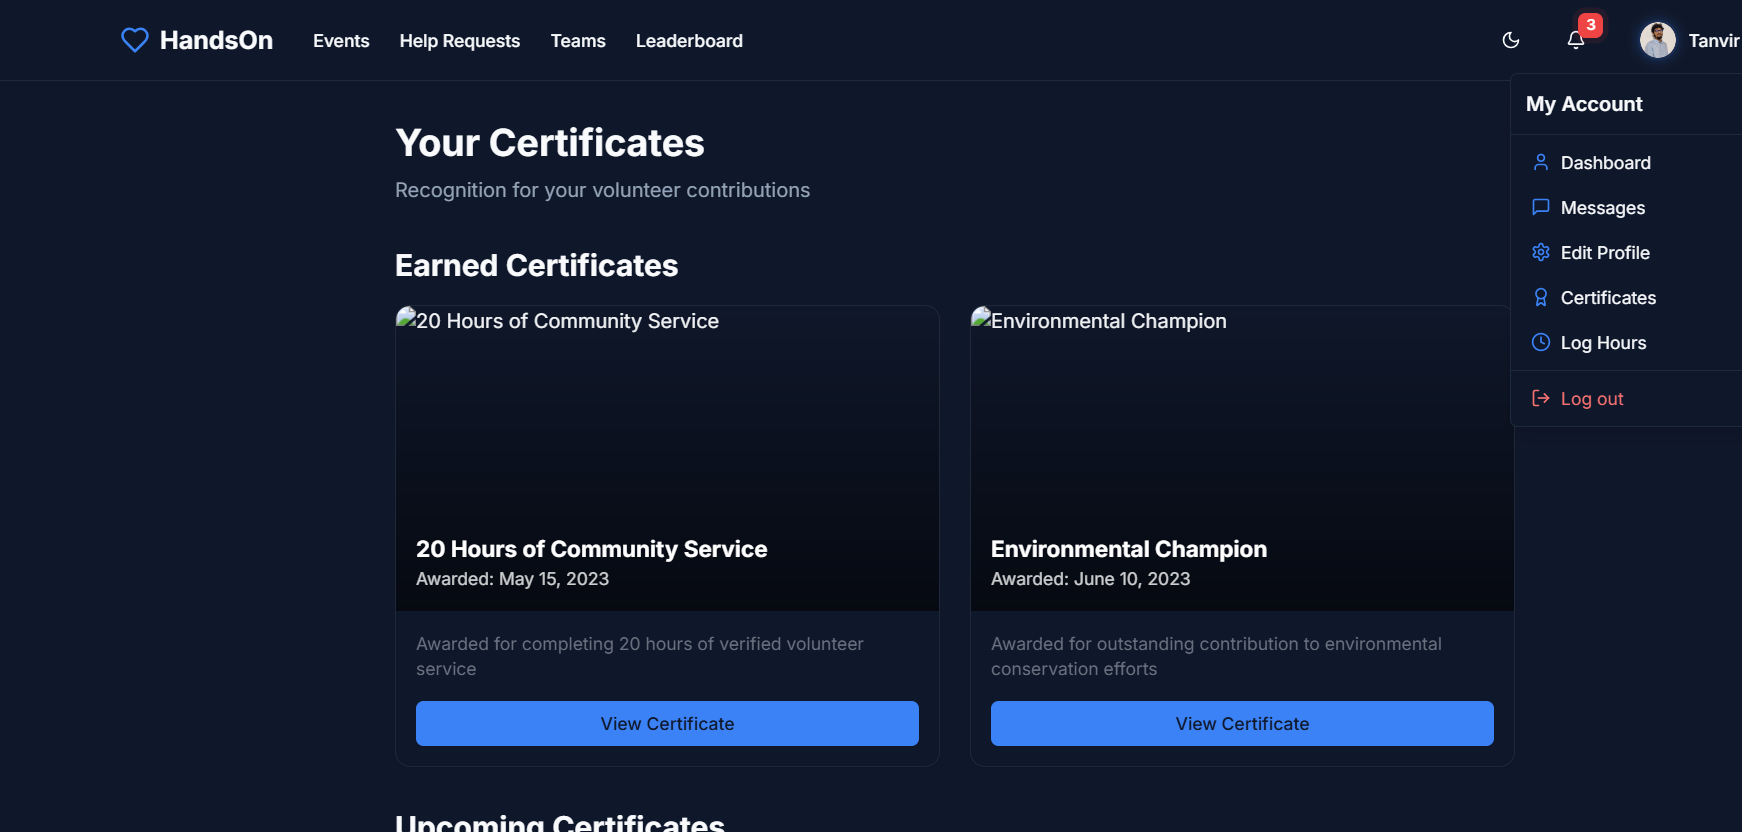 HandsOn
Events
Help Requests
Teams
Leaderboard
3
Tanvir
My Account
Dashboard
Messages
Edit Profile
Certificates
Log Hours
Log out
Your Certificates
Recognition for your volunteer contributions
Earned Certificates
20 Hours of Community Service
20 Hours of Community Service
Awarded: May 15, 2023
Awarded for completing 20 hours of verified volunteer
service
View Certificate
Environmental Champion
Environmental Champion
Awarded: June 10, 2023
Awarded for outstanding contribution to environmental
conservation efforts
View Certificate
Upcoming Certificates